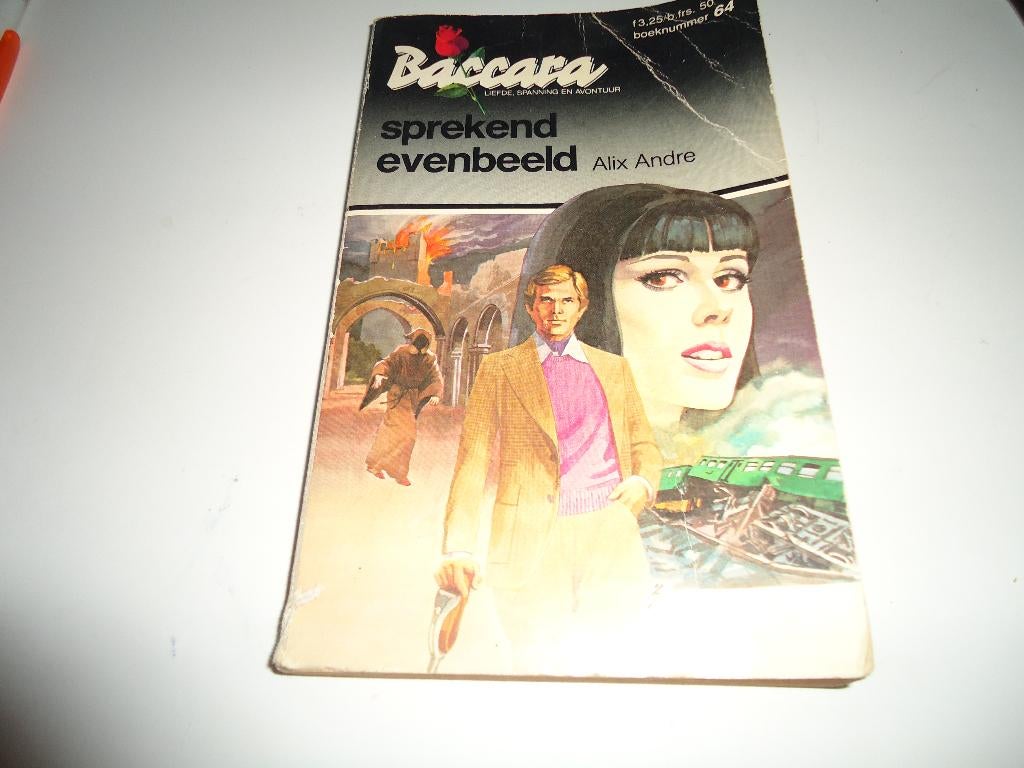 f 3,25/b.frs. 50
boeknummer 64
Baccara
LIEFDE, SPANNING EN AVONTUUR
sprekend
evenbeeld Alix Andre